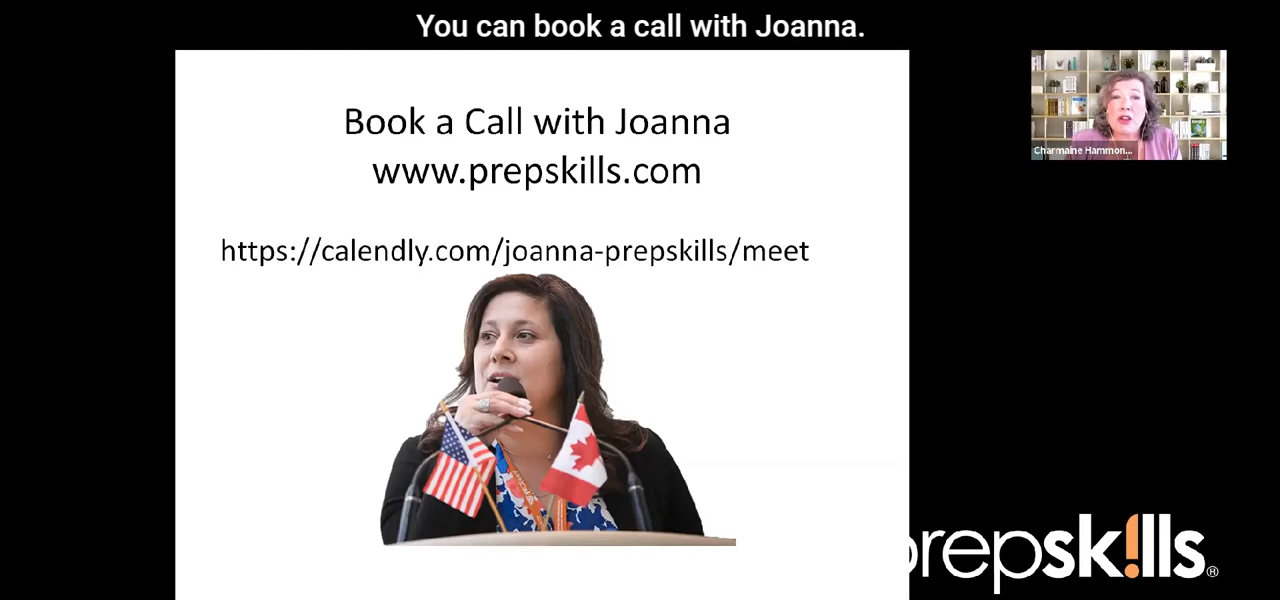 You can book a call with Joanna.
Book a Call with Joanna
www.prepskills.com
https://calendly.com/joanna-prepskills/meet
Charmaine Hammon...
prepsk!lls®